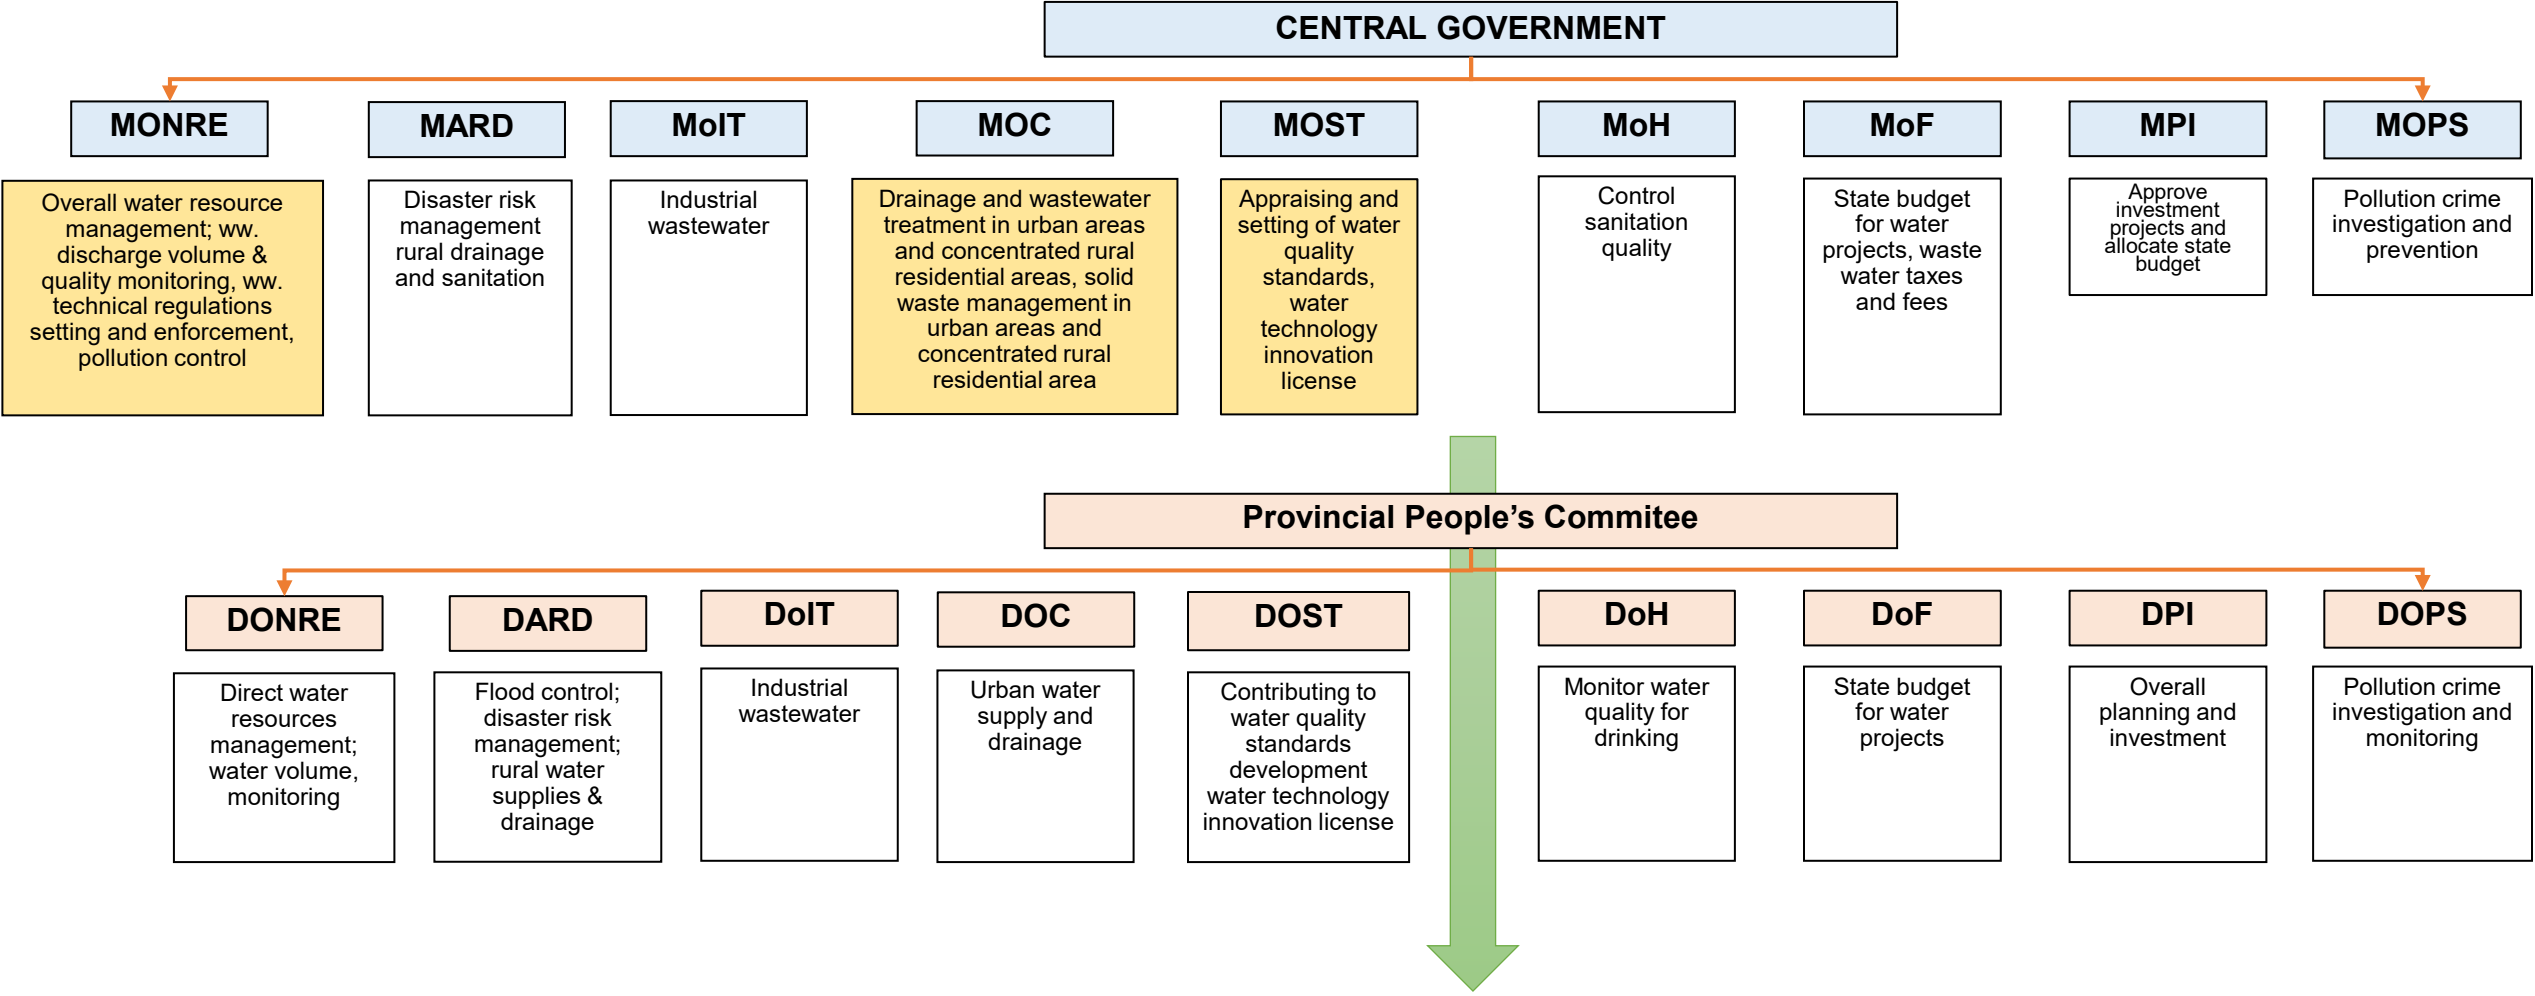 CENTRAL GOVERNMENT
MONRE
MARD
MoIT
MOC
MOST
MoH
MoF
MPI
MOPS
Overall water resource
management; ww.
discharge volume &
quality monitoring, ww.
technical regulations
setting and enforcement,
pollution control
Disaster risk
management
rural drainage
and sanitation
Industrial
wastewater
Drainage and wastewater
treatment in urban areas
and concentrated rural
residential areas, solid
waste management in
urban areas and
concentrated rural
residential area
Appraising and
setting of water
quality
standards,
water
technology
innovation
license
Control
sanitation
quality
State budget
for water
projects, waste
water taxes
and fees
Approve
investment
projects and
allocate state
budget
Pollution crime
investigation and
prevention
Provincial People’s Commitee
DONRE
DARD
DoIT
DOC
DOST
DoH
DoF
DPI
DOPS
Direct water
resources
management;
water volume,
monitoring
Flood control;
disaster risk
management;
rural water
supplies &
drainage
Industrial
wastewater
Urban water
supply and
drainage
Contributing to
water quality
standards
development
water technology
innovation license
Monitor water
quality for
drinking
State budget
for water
projects
Overall
planning and
investment
Pollution crime
investigation and
monitoring